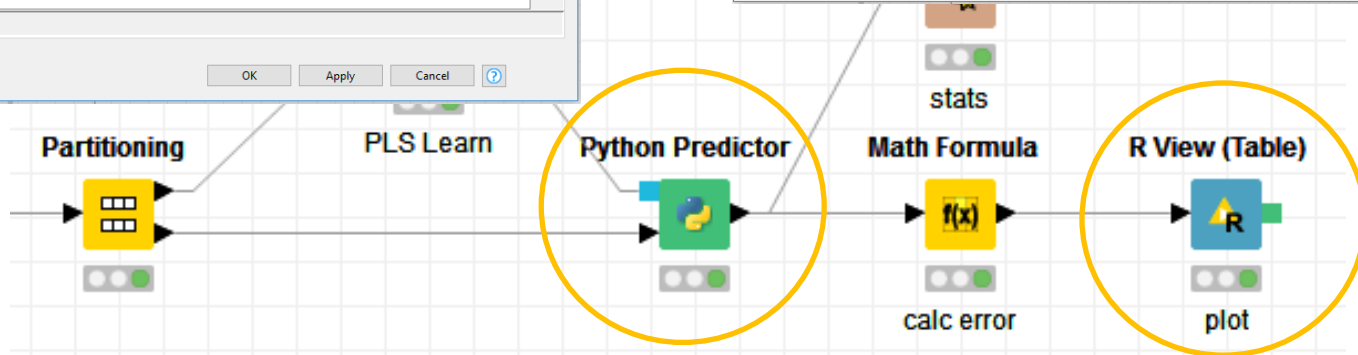 OK Apply Cancel ?
stats
Partitioning
PLS Learn
Python Predictor
Math Formula
R View (Table)
f(x)
R
calc error
plot